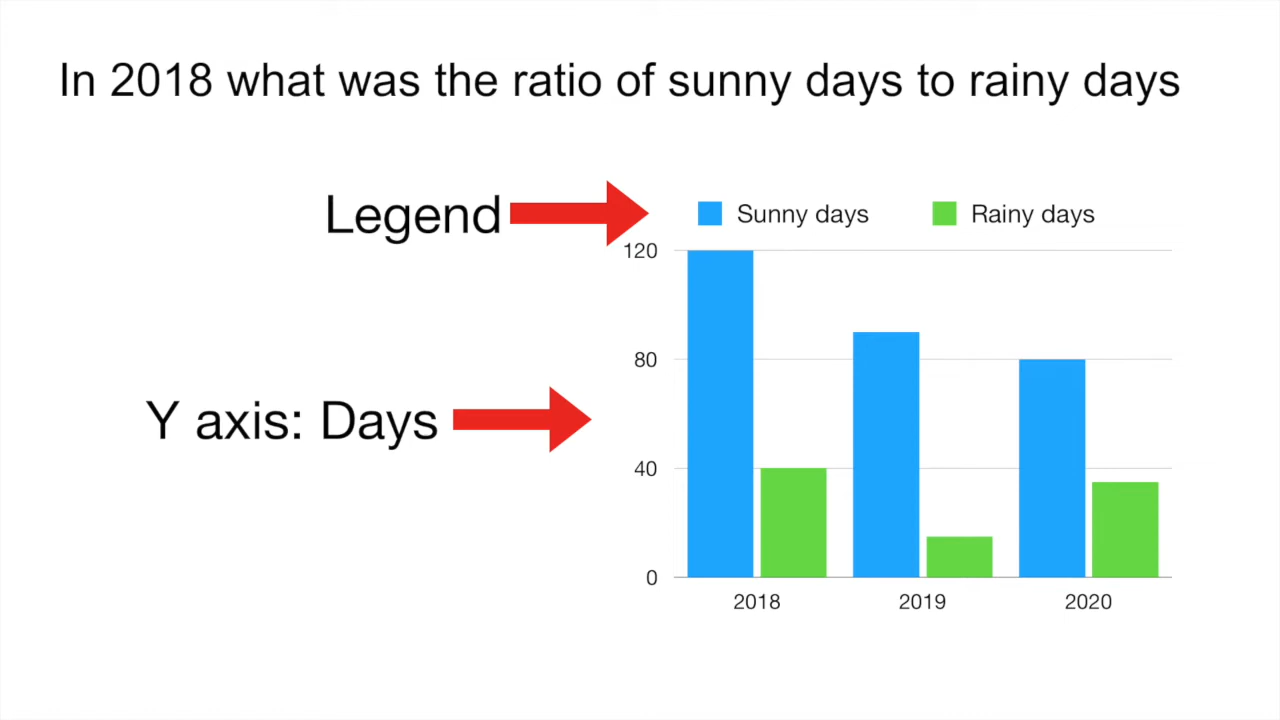 In 2018 what was the ratio of sunny days to rainy days
Legend
Sunny days Rainy days
120
80
Y axis: Days
40
0
2018 2019 2020